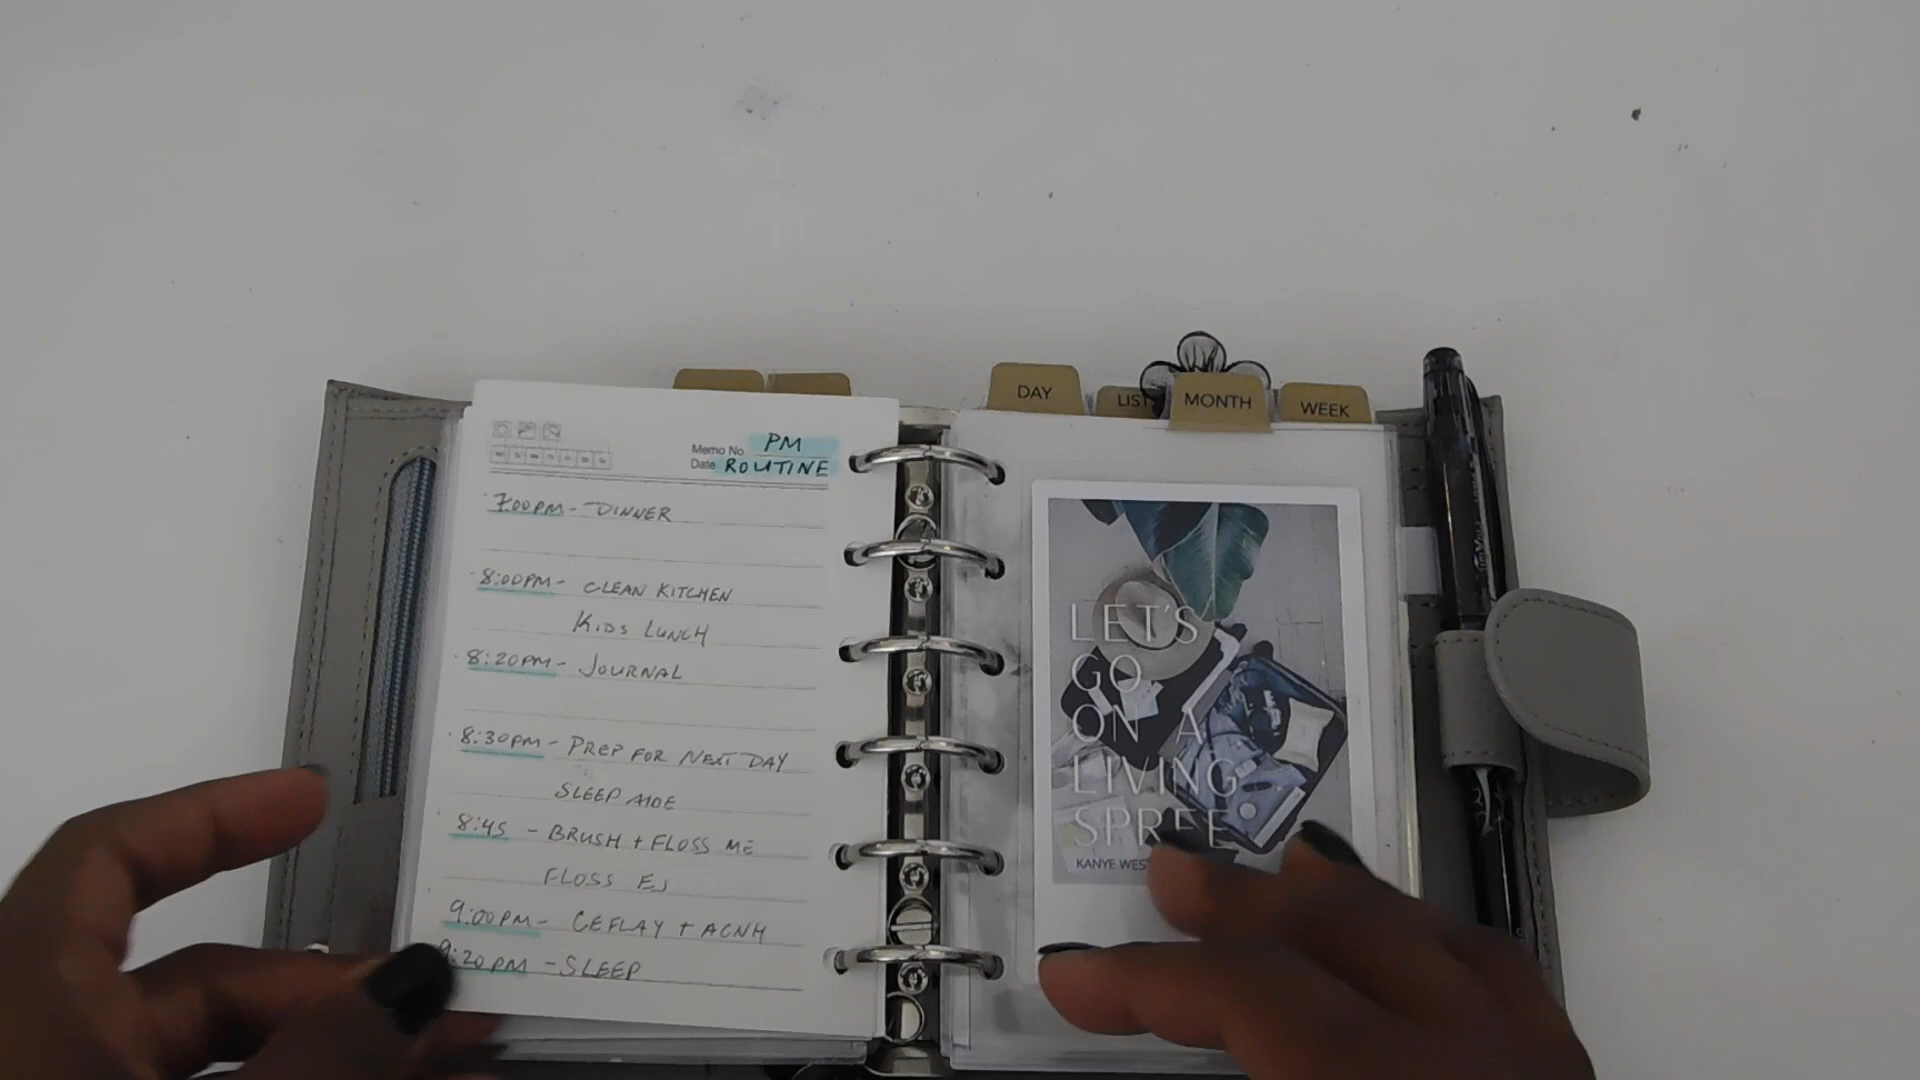 DAY
LIST
MONTH
WEEK
Memo No. PM
Date ROUTINE
7:00PM - DINNER
8:00PM - CLEAN KITCHEN
KIDS LUNCH
8:20PM - JOURNAL
8:30PM - PREP FOR NEXT DAY
SLEEP AIDE
8:45 - BRUSH + FLOSS ME
FLOSS EJ
9:00PM - CEFLAY + ACNH
9:20PM - SLEEP
LET'S
GO
ON A
LIVING
SPREE
KANYE WEST